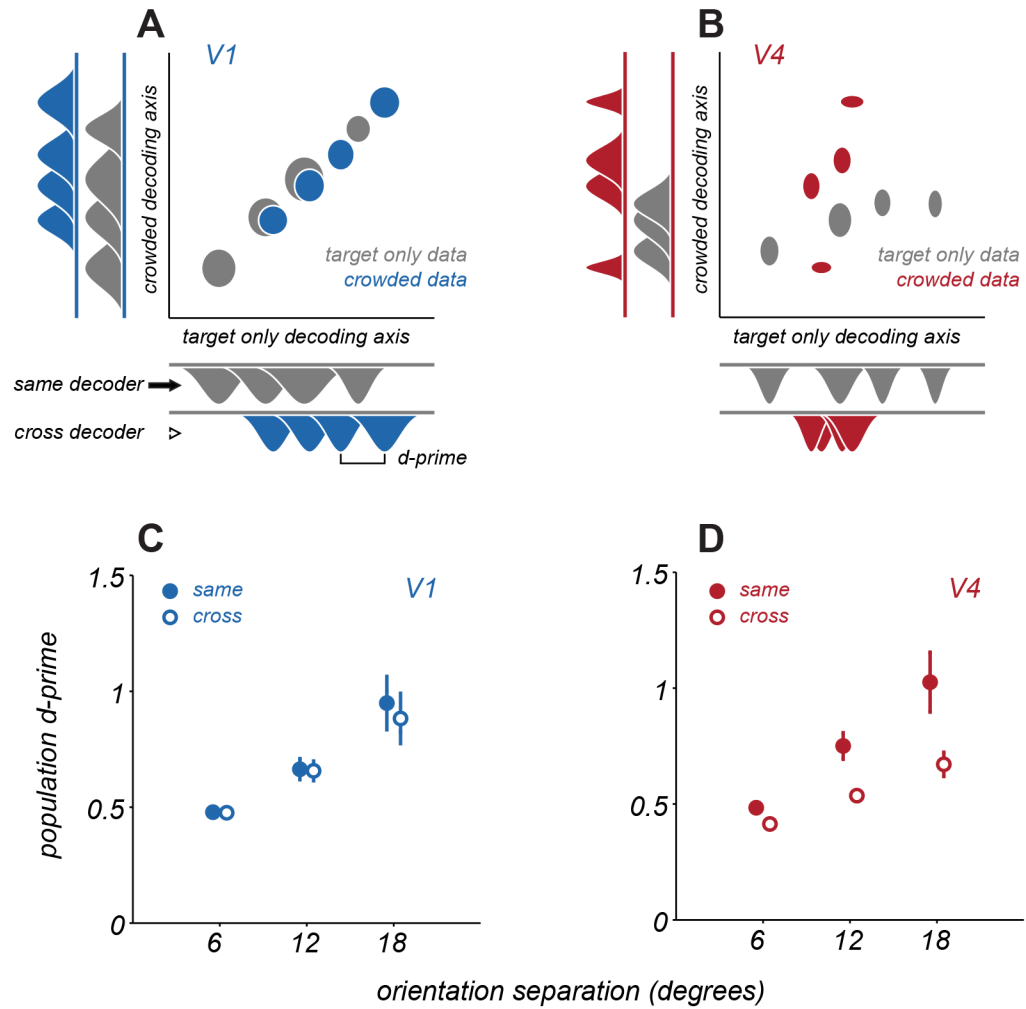 A
V1
crowded decoding axis
target only data
crowded data
target only decoding axis
same decoder
cross decoder
d-prime
B
V4
crowded decoding axis
target only data
crowded data
target only decoding axis
C
V1
same
cross
population d-prime
1.5
1
0.5
0
6
12
18
D
V4
same
cross
1.5
1
0.5
0
6
12
18
orientation separation (degrees)